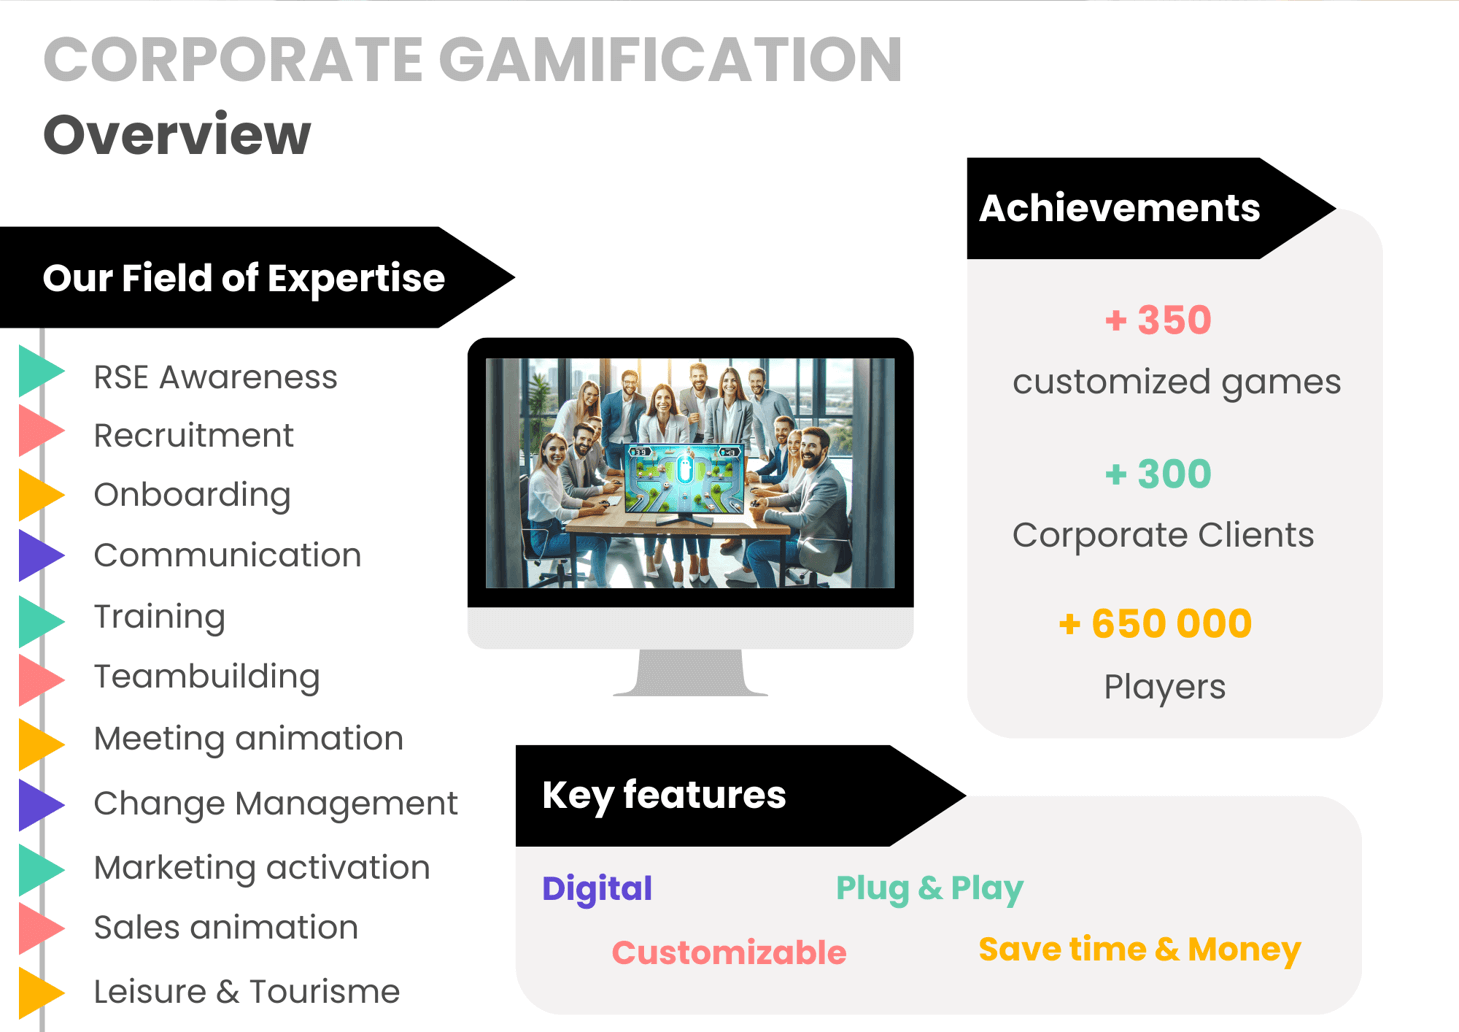 CORPORATE GAMIFICATION
Overview
Our Field of Expertise
RSE Awareness
Recruitment
Onboarding
Communication
Training
Teambuilding
Meeting animation
Change Management
Marketing activation
Sales animation
Leisure & Tourisme
Achievements
+ 350
customized games
+ 300
Corporate Clients
+ 650 000
Players
Key features
Digital
Plug & Play
Customizable
Save time & Money